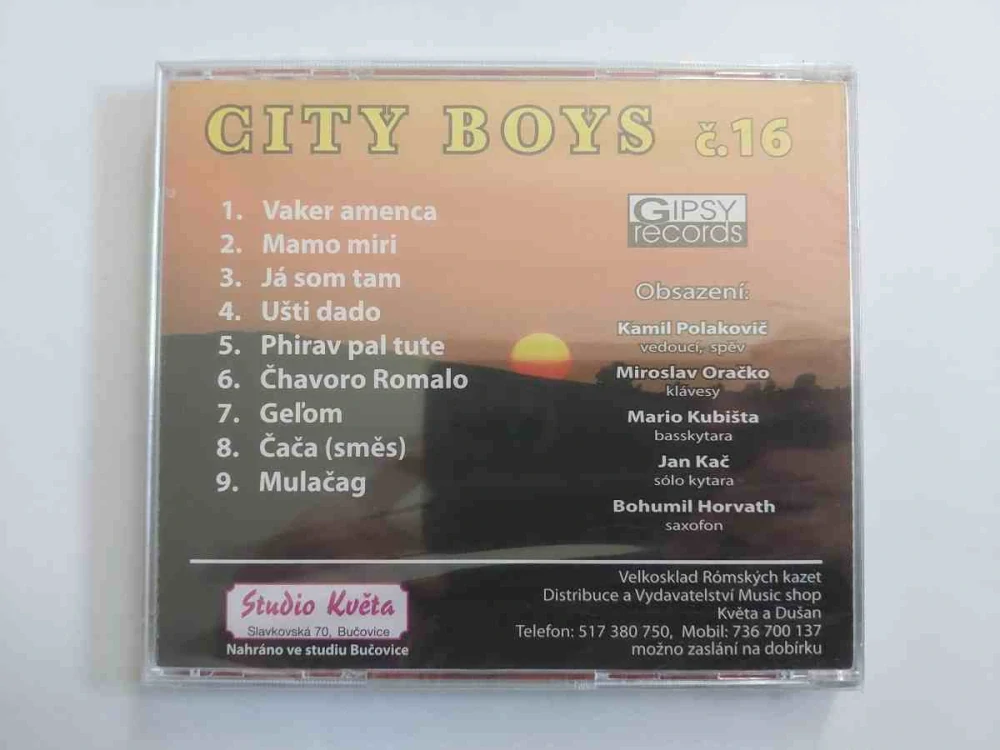 CITY BOYS č.16
1. Vaker amenca
2. Mamo miri
3. Já som tam
4. Ušti dado
5. Phirav pal tute
6. Čhavoro Romalo
7. Geľom
8. Čača (směs)
9. Mulačag
GIPSY
records
Obsazení:
Kamil Polakovič
vedoucí, spěv
Miroslav Oračko
klávesy
Mario Kubišta
basskytara
Jan Kač
sólo kytara
Bohumil Horvath
saxofon
Studio Květa
Slavkovská 70, Bučovice
Nahráno ve studiu Bučovice
Velkosklad Rómských kazet
Distribuce a Vydavatelství Music shop
Květa a Dušan
Telefon: 517 380 750, Mobil: 736 700 137
možno zaslání na dobírku